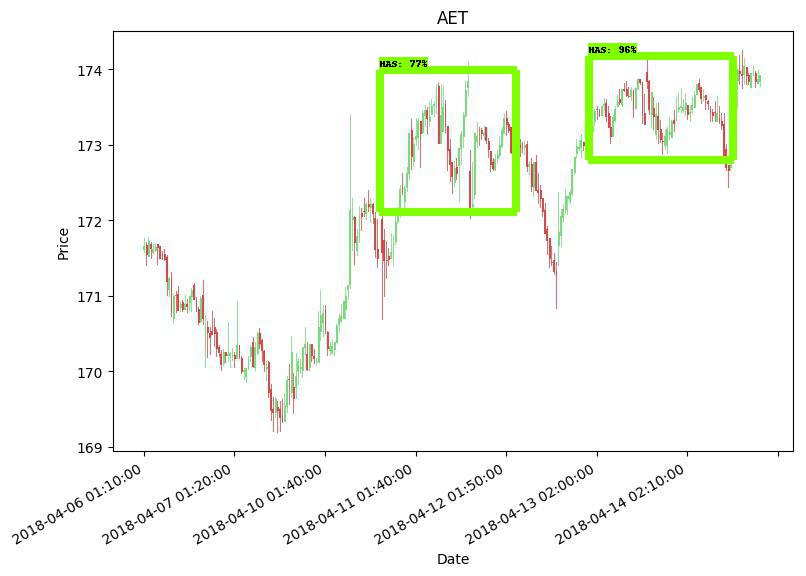 AET
HAS: 77%
HAS: 96%
174
173
172
171
170
169
Price
2018-04-06 01:10:00
2018-04-07 01:20:00
2018-04-10 01:40:00
2018-04-11 01:40:00
2018-04-12 01:50:00
2018-04-13 02:00:00
2018-04-14 02:10:00
Date